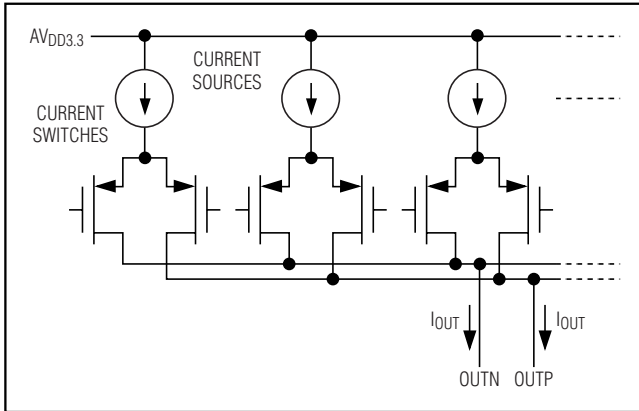 AVDD3.3
CURRENT
SOURCES
CURRENT
SWITCHES
IOUT
IOUT
OUTN
OUTP